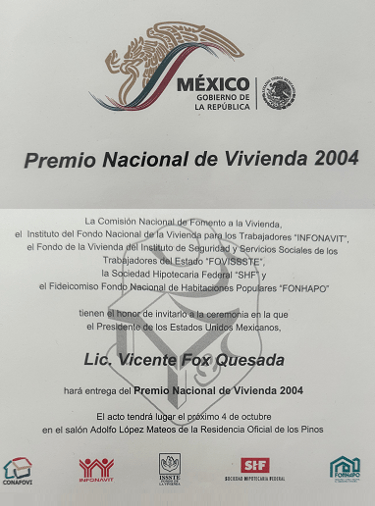 MÉXICO
GOBIERNO DE
LA REPÚBLICA
Premio Nacional de Vivienda 2004
La Comisión Nacional de Fomento a la Vivienda,
el Instituto del Fondo Nacional de la Vivienda para los Trabajadores "INFONAVIT",
el Fondo de la Vivienda del Instituto de Seguridad y Servicios Sociales de los
Trabajadores del Estado "FOVISSSTE",
la Sociedad Hipotecaria Federal "SHF" y
el Fideicomiso Fondo Nacional de Habitaciones Populares "FONHAPO"
tienen el honor de invitarlo a la ceremonia en la que
el Presidente de los Estados Unidos Mexicanos,
Lic. Vicente Fox Quesada
hará entrega del Premio Nacional de Vivienda 2004
El acto tendrá lugar el próximo 4 de octubre
en el salón Adolfo López Mateos de la Residencia Oficial de los Pinos
CONAFOVI
INFONAVIT
ISSSTE
SHF
SOCIEDAD HIPOTECARIA FEDERAL
FONHAPO